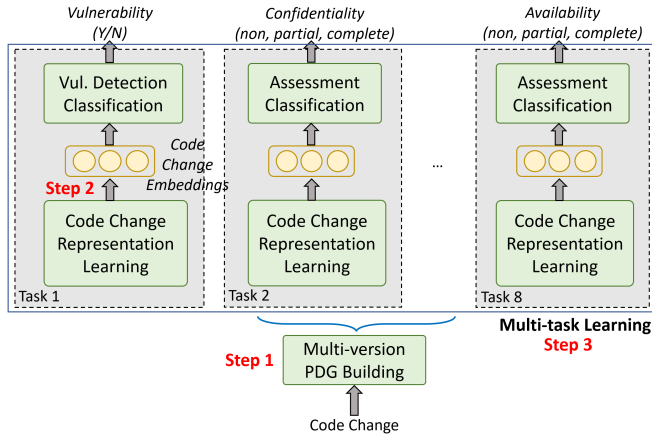 Vulnerability
(Y/N)
Confidentiality
(non, partial, complete)
Availability
(non, partial, complete)
Vul. Detection
Classification
Assessment
Classification
Assessment
Classification
Code
Change
Embeddings
...
Step 2
Code Change
Representation
Learning
Code Change
Representation
Learning
Code Change
Representation
Learning
Task 1
Task 2
Task 8
Multi-task Learning
Step 3
Step 1
Multi-version
PDG Building
Code Change